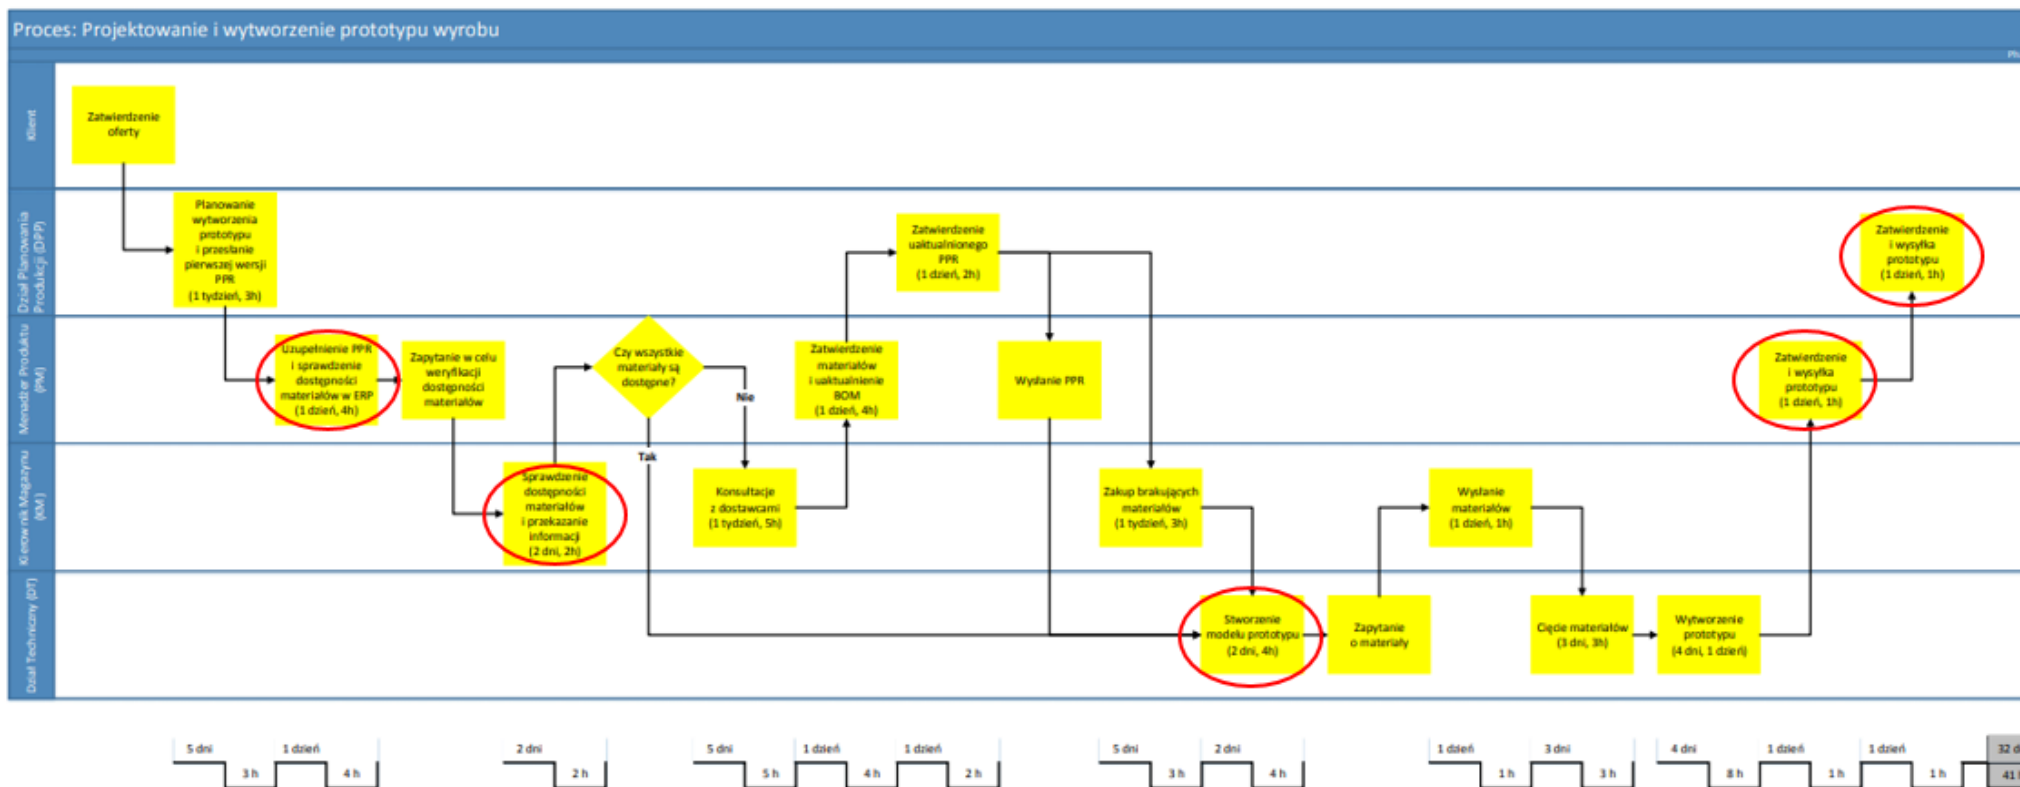 Proces: Projektowanie i wytworzenie prototypu wyrobu
Ph
Klient
Zatwierdzenie
oferty
Dział Planowania
Produkcji (DPP)
Planowanie
wytworzenia
prototypu
i przesłanie
pierwszej wersji
PPR
(1 tydzień, 3h)
Zatwierdzenie
uaktualnionego
PPR
(1 dzień, 2h)
Zatwierdzenie
i wysyłka
prototypu
(1 dzień, 1h)
Menadżer Produktu
(PM)
Uzupełnienie PPR
i sprawdzenie
dostępności
materiałów w ERP
(1 dzień, 4h)
Zapytanie w celu
weryfikacji
dostępności
materiałów
Czy wszystkie
materiały są
dostępne?
Nie
Tak
Zatwierdzenie
materiałów
i uaktualnienie
BOM
(1 dzień, 4h)
Wysłanie PPR
Zatwierdzenie
i wysyłka
prototypu
(1 dzień, 1h)
Kierownik Magazynu
(KM)
Sprawdzenie
dostępności
materiałów
i przekazanie
informacji
(2 dni, 2h)
Konsultacje
z dostawcami
(1 tydzień, 5h)
Zakup brakujących
materiałów
(1 tydzień, 3h)
Wysłanie
materiałów
(1 dzień, 1h)
Dział Techniczny (DT)
Stworzenie
modelu prototypu
(2 dni, 4h)
Zapytanie
o materiały
Cięcie materiałów
(3 dni, 3h)
Wytworzenie
prototypu
(4 dni, 1 dzień)
5 dni 1 dzień 2 dni 5 dni 1 dzień 1 dzień 5 dni 2 dni 1 dzień 3 dni 4 dni 1 dzień 1 dzień 32 d
3 h 4 h 2 h 5 h 4 h 2 h 3 h 4 h 1 h 3 h 8 h 1 h 1 h 41 h